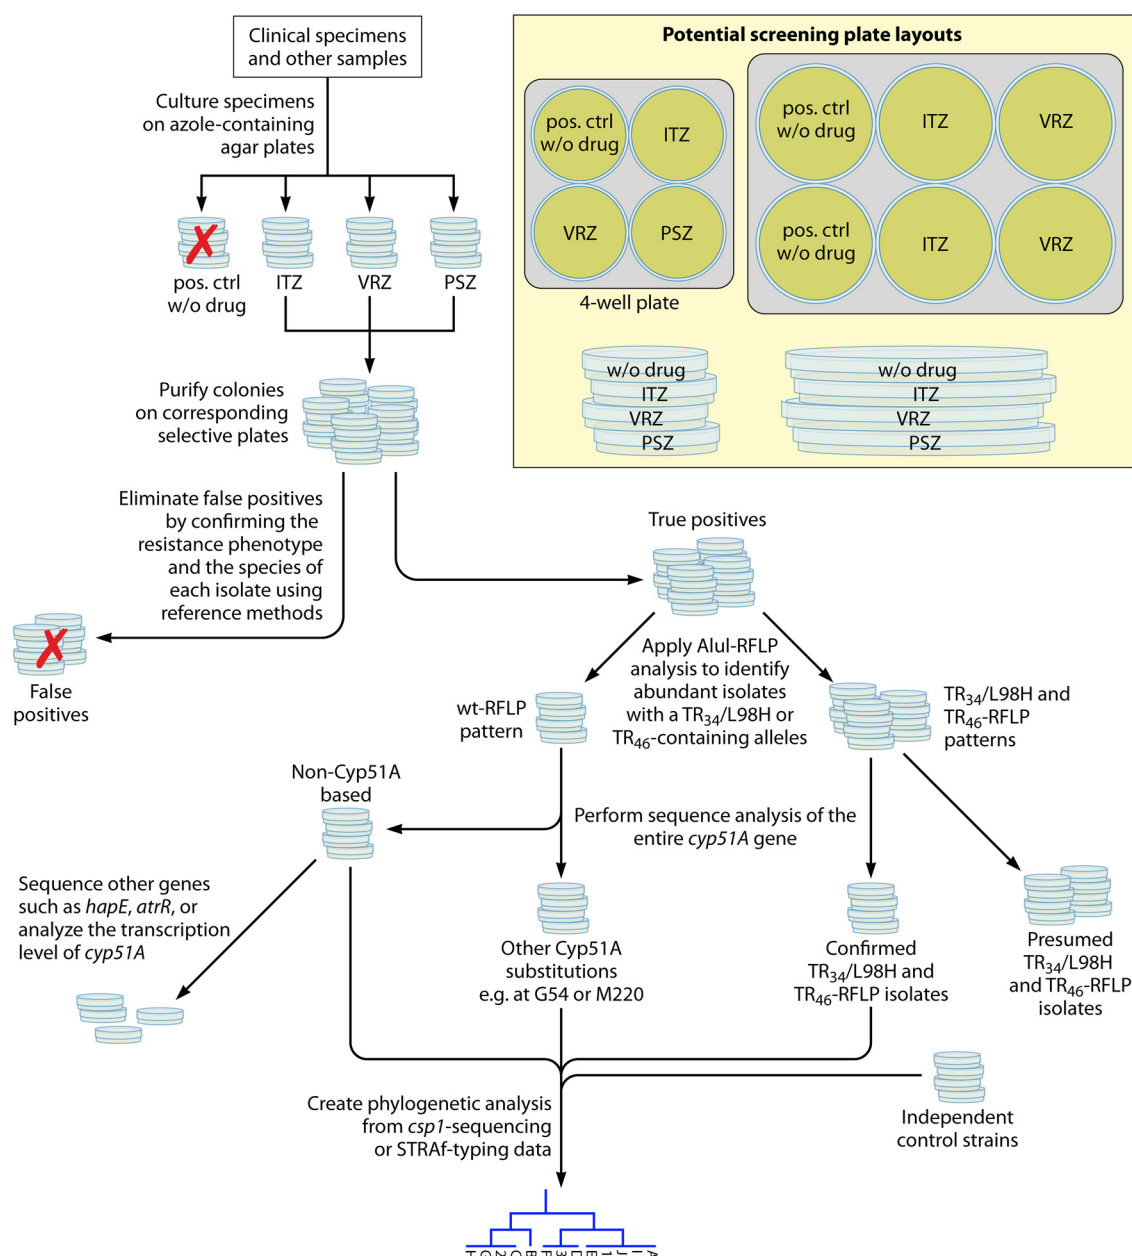 Clinical specimens
and other samples
Culture specimens
on azole-containing
agar plates
pos. ctrl
w/o drug
ITZ
VRZ
PSZ
Potential screening plate layouts
pos. ctrl
w/o drug
ITZ
VRZ
PSZ
4-well plate
pos. ctrl
w/o drug
ITZ
VRZ
pos. ctrl
w/o drug
ITZ
VRZ
w/o drug
ITZ
VRZ
PSZ
w/o drug
ITZ
VRZ
PSZ
Purify colonies
on corresponding
selective plates
Eliminate false positives
by confirming the
resistance phenotype
and the species of
each isolate using
reference methods
False
positives
True positives
Apply AluI-RFLP
analysis to identify
abundant isolates
with a TR34/L98H or
TR46-containing alleles
wt-RFLP
pattern
TR34/L98H and
TR46-RFLP
patterns
Non-Cyp51A
based
Perform sequence analysis of the
entire cyp51A gene
Sequence other genes
such as hapE, atrR, or
analyze the transcription
level of cyp51A
Other Cyp51A
substitutions
e.g. at G54 or M220
Confirmed
TR34/L98H and
TR46-RFLP isolates
Presumed
TR34/L98H
and TR46-RFLP
isolates
Independent
control strains
Create phylogenetic analysis
from csp1-sequencing
or STRAf-typing data